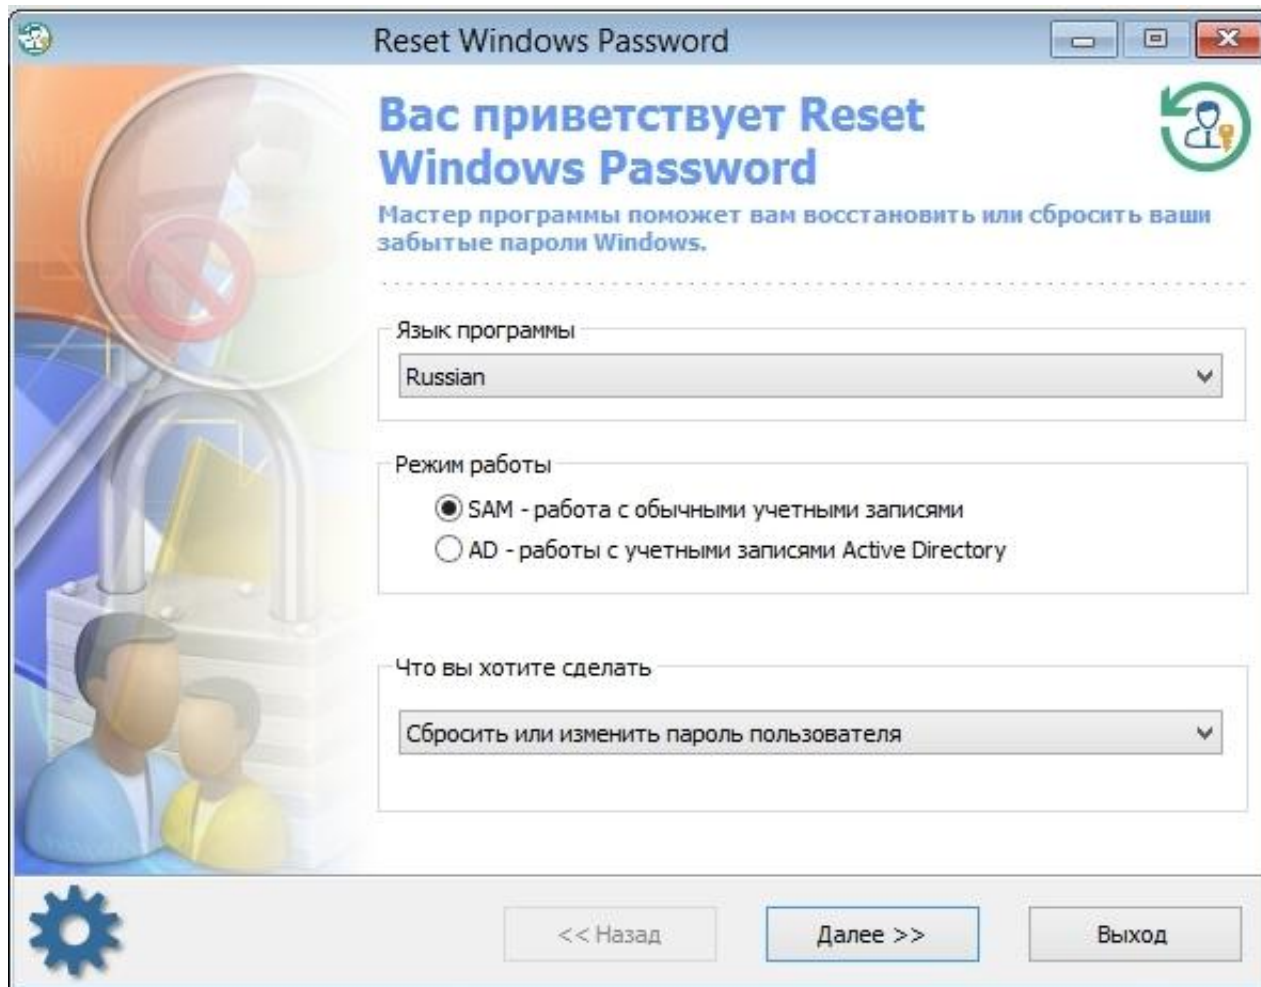 Reset Windows Password
Вас приветствует Reset
Windows Password
Мастер программы поможет вам восстановить или сбросить ваши
забытые пароли Windows.
Язык программы
Russian
Режим работы
SAM - работа с обычными учетными записями
AD - работы с учетными записями Active Directory
Что вы хотите сделать
Сбросить или изменить пароль пользователя
<< Назад
Далее >>
Выход